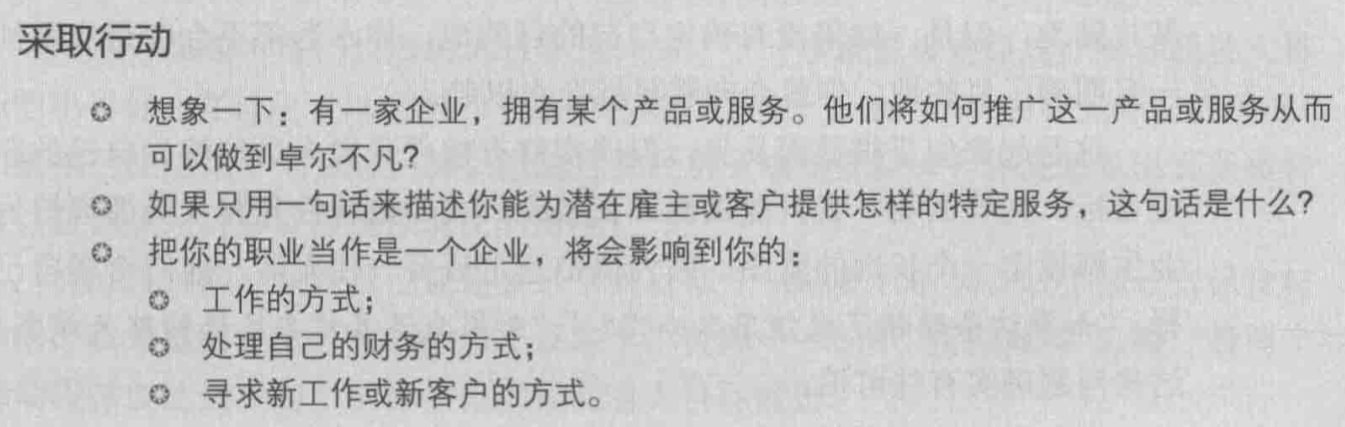 采取行动
想象一下：有一家企业，拥有某个产品或服务。他们将如何推广这一产品或服务从而
可以做到卓尔不凡？
如果只用一句话来描述你能为潜在雇主或客户提供怎样的特定服务，这句话是什么？
把你的职业当作是一个企业，将会影响到你的：
工作的方式；
处理自己的财务的方式；
寻求新工作或新客户的方式。